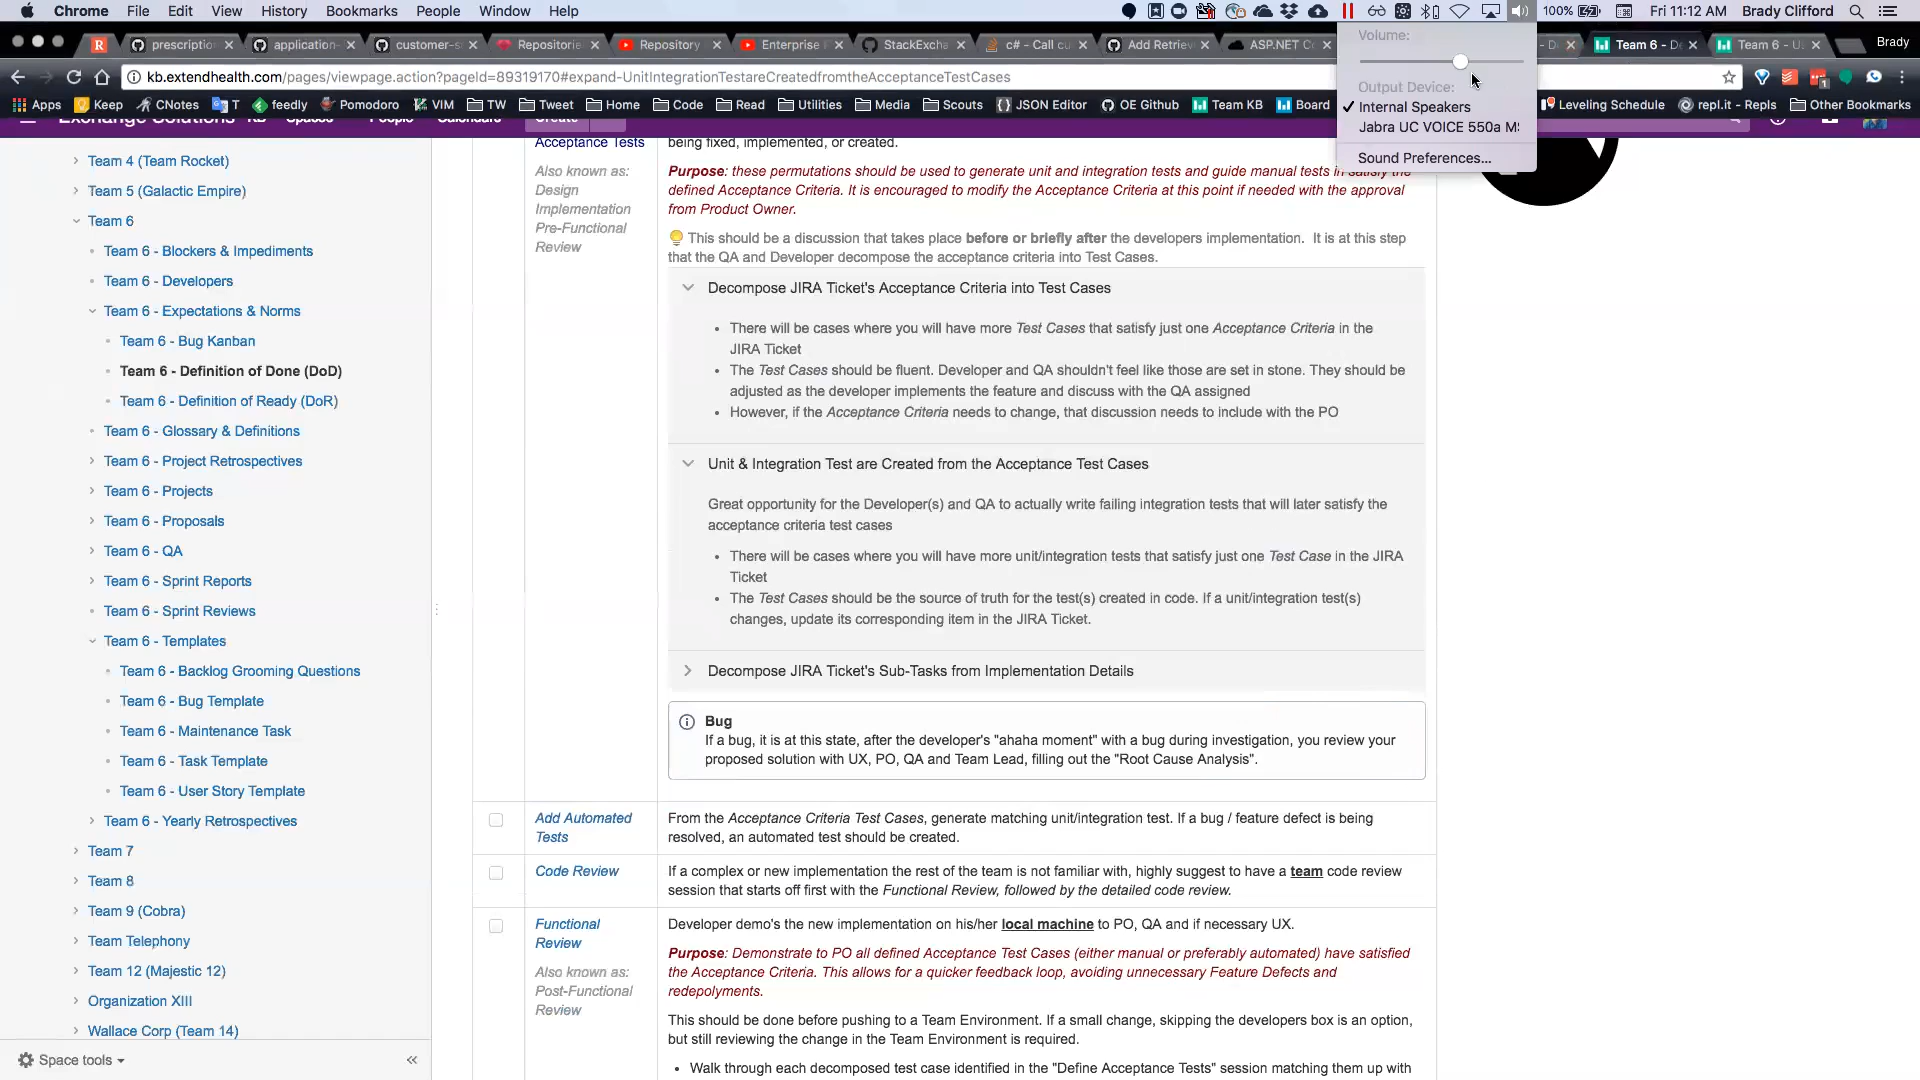 Chrome File Edit View History Bookmarks People Window Help 100% Fri 11:12 AM Brady Clifford
prescriptio application- customer-s Repositorie Repository Enterprise StackExcha c# - Call cu Add Retriev ASP.NET Co Team 6 - De Team 6 - U Brady
kb.extendhealth.com/pages/viewpage.action?pageId=89319170#expand-UnitIntegrationTestareCreatedfromtheAcceptanceTestCases
Apps Keep CNotes T feedly Pomodoro VIM TW Tweet Home Code Read Utilities Media Scouts JSON Editor OE Github Team KB Board Leveling Schedule repl.it - Repls Other Bookmarks
Volume:
Output Device:
Internal Speakers
Jabra UC VOICE 550a MS
Sound Preferences...
Exchange Solutions KB People Calendars Create
Team 4 (Team Rocket)
Team 5 (Galactic Empire)
Team 6
Team 6 - Blockers & Impediments
Team 6 - Developers
Team 6 - Expectations & Norms
Team 6 - Bug Kanban
Team 6 - Definition of Done (DoD)
Team 6 - Definition of Ready (DoR)
Team 6 - Glossary & Definitions
Team 6 - Project Retrospectives
Team 6 - Projects
Team 6 - Proposals
Team 6 - QA
Team 6 - Sprint Reports
Team 6 - Sprint Reviews
Team 6 - Templates
Team 6 - Backlog Grooming Questions
Team 6 - Bug Template
Team 6 - Maintenance Task
Team 6 - Task Template
Team 6 - User Story Template
Team 6 - Yearly Retrospectives
Team 7
Team 8
Team 9 (Cobra)
Team Telephony
Team 12 (Majestic 12)
Organization XIII
Wallace Corp (Team 14)
Space tools
Acceptance Tests
Also known as:
Design
Implementation
Pre-Functional
Review
being fixed, implemented, or created.
Purpose: these permutations should be used to generate unit and integration tests and guide manual tests in satisfy the
defined Acceptance Criteria. It is encouraged to modify the Acceptance Criteria at this point if needed with the approval
from Product Owner.
This should be a discussion that takes place before or briefly after the developers implementation. It is at this step
that the QA and Developer decompose the acceptance criteria into Test Cases.
Decompose JIRA Ticket's Acceptance Criteria into Test Cases
• There will be cases where you will have more Test Cases that satisfy just one Acceptance Criteria in the
JIRA Ticket
• The Test Cases should be fluent. Developer and QA shouldn't feel like those are set in stone. They should be
adjusted as the developer implements the feature and discuss with the QA assigned
• However, if the Acceptance Criteria needs to change, that discussion needs to include with the PO
Unit & Integration Test are Created from the Acceptance Test Cases
Great opportunity for the Developer(s) and QA to actually write failing integration tests that will later satisfy the
acceptance criteria test cases
• There will be cases where you will have more unit/integration tests that satisfy just one Test Case in the JIRA
Ticket
• The Test Cases should be the source of truth for the test(s) created in code. If a unit/integration test(s)
changes, update its corresponding item in the JIRA Ticket.
Decompose JIRA Ticket's Sub-Tasks from Implementation Details
Bug
If a bug, it is at this state, after the developer's "ahaha moment" with a bug during investigation, you review your
proposed solution with UX, PO, QA and Team Lead, filling out the "Root Cause Analysis".
Add Automated
Tests
From the Acceptance Criteria Test Cases, generate matching unit/integration test. If a bug / feature defect is being
resolved, an automated test should be created.
Code Review
If a complex or new implementation the rest of the team is not familiar with, highly suggest to have a team code review
session that starts off first with the Functional Review, followed by the detailed code review.
Functional
Review
Also known as:
Post-Functional
Review
Developer demo's the new implementation on his/her local machine to PO, QA and if necessary UX.
Purpose: Demonstrate to PO all defined Acceptance Test Cases (either manual or preferably automated) have satisfied
the Acceptance Criteria. This allows for a quicker feedback loop, avoiding unnecessary Feature Defects and
redepolyments.
This should be done before pushing to a Team Environment. If a small change, skipping the developers box is an option,
but still reviewing the change in the Team Environment is required.
• Walk through each decomposed test case identified in the "Define Acceptance Tests" session matching them up with